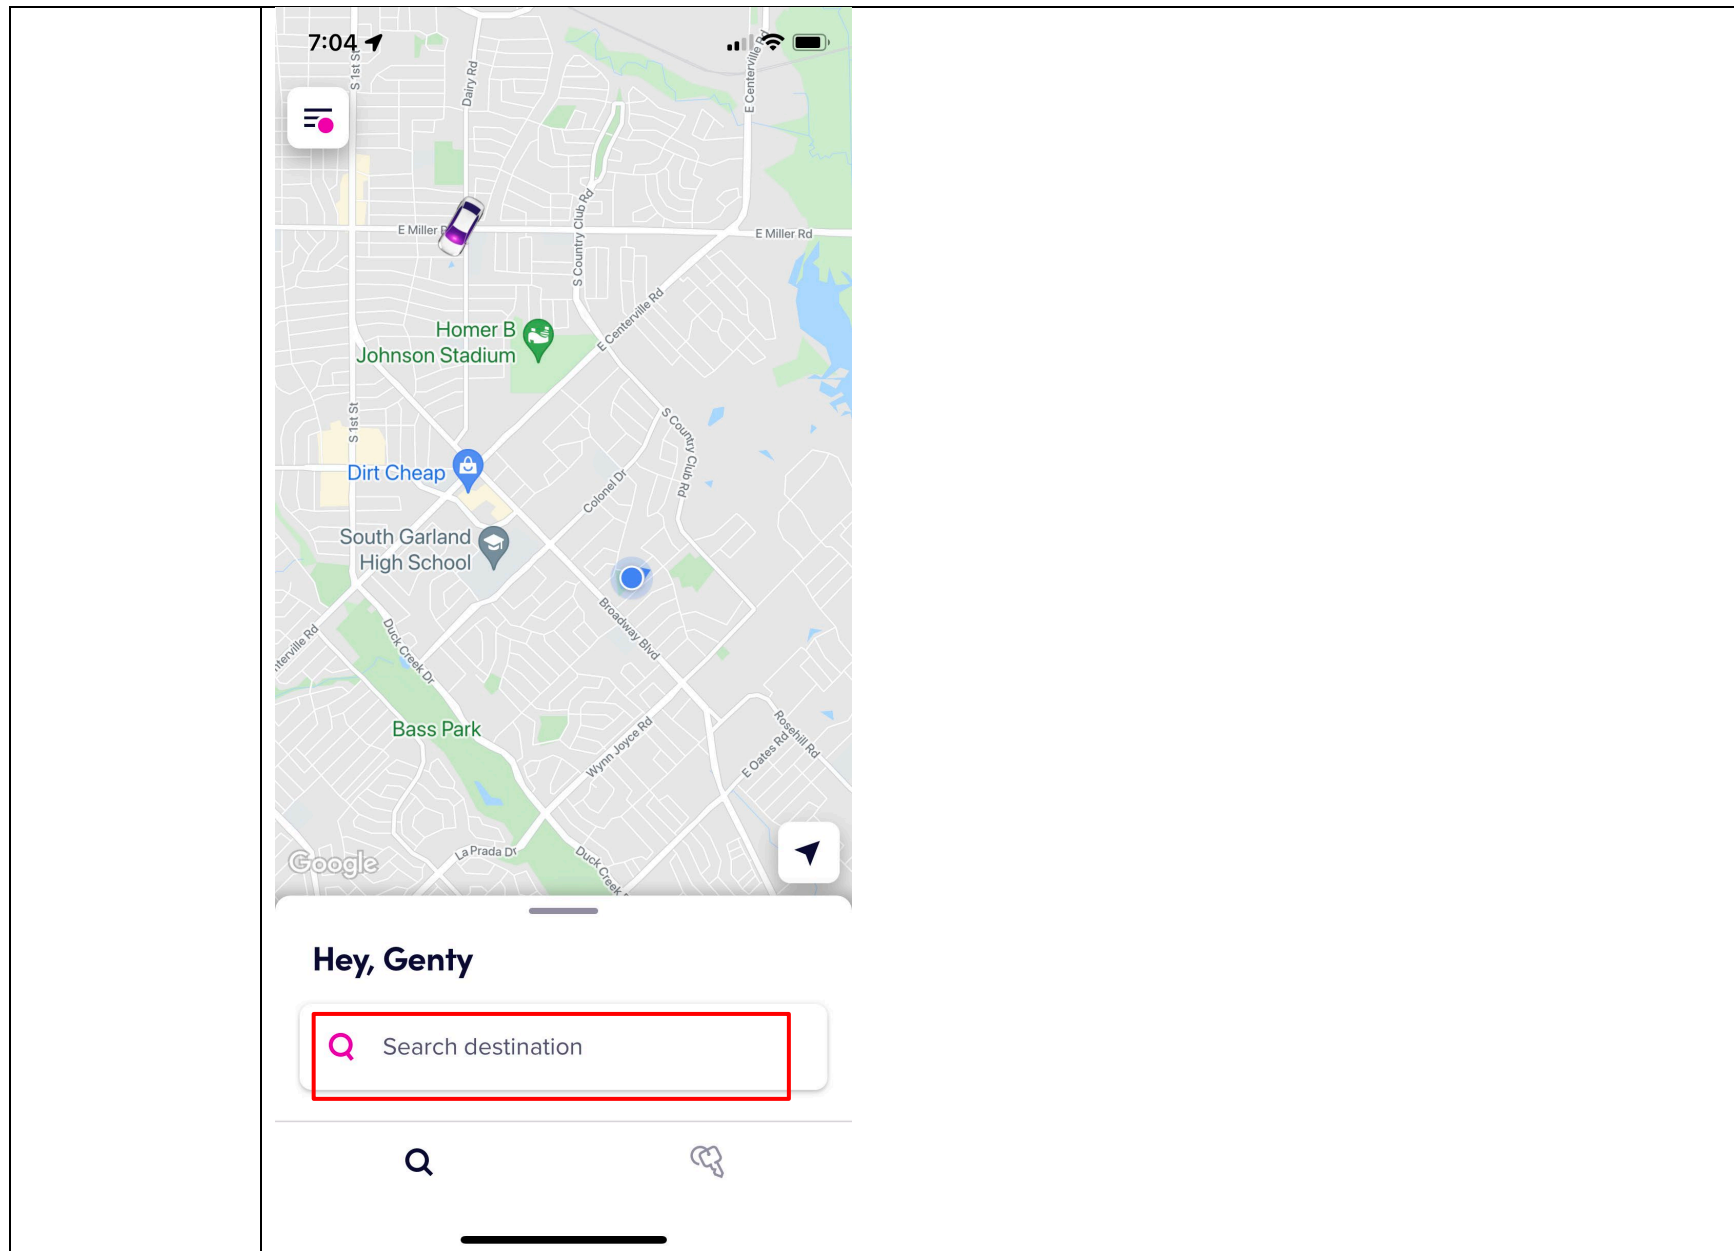 7:04
S 1st St
Dairy Rd
E Centerville Rd
E Miller
E Miller Rd
S Country Club Rd
E Centerville Rd
Homer B
Johnson Stadium
S 1st St
S Country Club Rd
Dirt Cheap
Colonel Dr
South Garland
High School
Broadway Blvd
Duck Creek Dr
nterville Rd
Bass Park
Wynn Joyce Rd
Rosehill Rd
E Oates Rd
La Prada Dr
Duck Creek
Google
Hey, Genty
Search destination